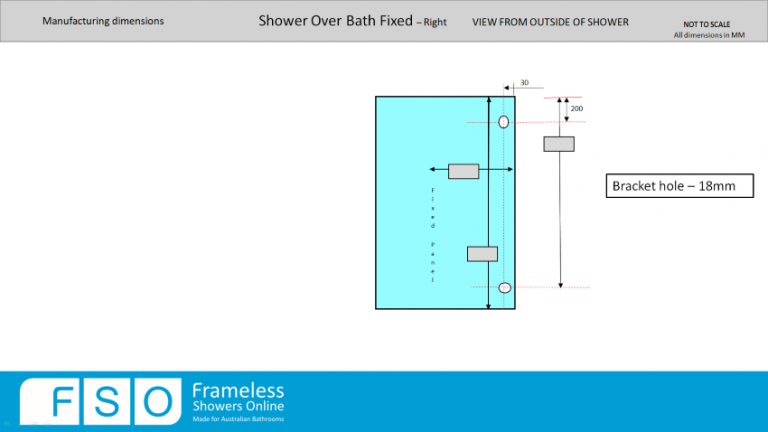 Manufacturing dimensions
Shower Over Bath Fixed – Right
VIEW FROM OUTSIDE OF SHOWER
NOT TO SCALE
All dimensions in MM
30
200
Fixed Panel
Bracket hole – 18mm
FSO
Frameless
Showers Online
Made for Australian Bathrooms